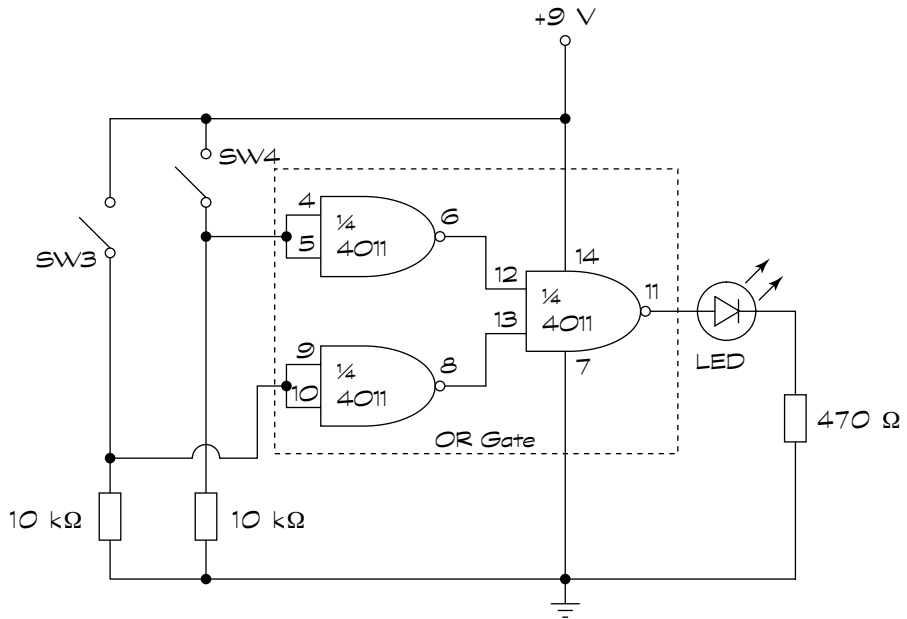 +9 V
SW4
SW3
4
5
¼
4011
6
12
13
14
¼
4011
11
7
LED
9
10
¼
4011
8
OR Gate
470 Ω
10 kΩ
10 kΩ